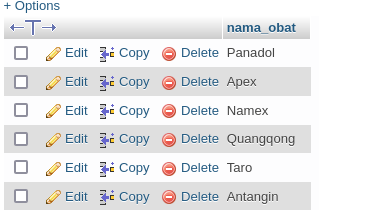 + Options
←T→ nama_obat
Edit Copy Delete Panadol
Edit Copy Delete Apex
Edit Copy Delete Namex
Edit Copy Delete Quangqong
Edit Copy Delete Taro
Edit Copy Delete Antangin